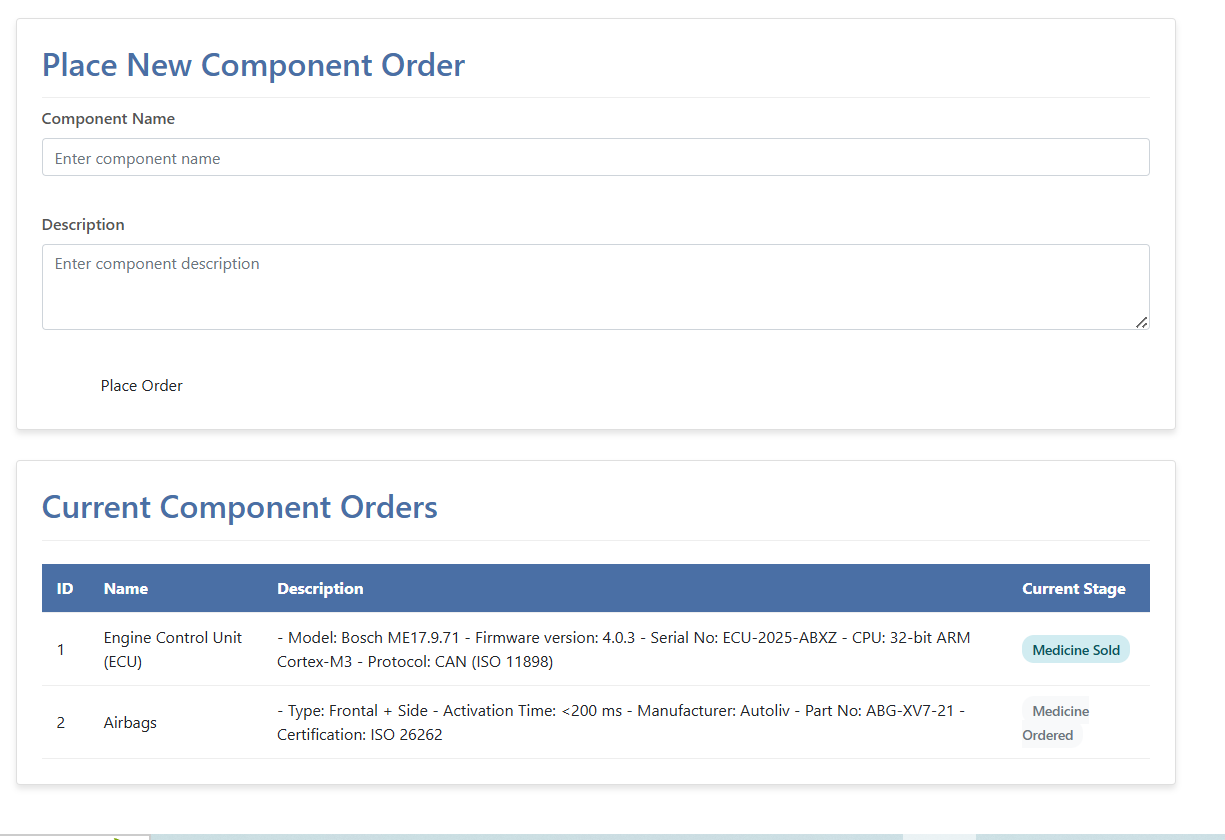 Place New Component Order
Component Name
Enter component name
Description
Enter component description
Place Order
Current Component Orders
ID Name Description Current Stage
1 Engine Control Unit (ECU) - Model: Bosch ME17.9.71 - Firmware version: 4.0.3 - Serial No: ECU-2025-ABXZ - CPU: 32-bit ARM Cortex-M3 - Protocol: CAN (ISO 11898) Medicine Sold
2 Airbags - Type: Frontal + Side - Activation Time: <200 ms - Manufacturer: Autoliv - Part No: ABG-XV7-21 - Certification: ISO 26262 Medicine Ordered